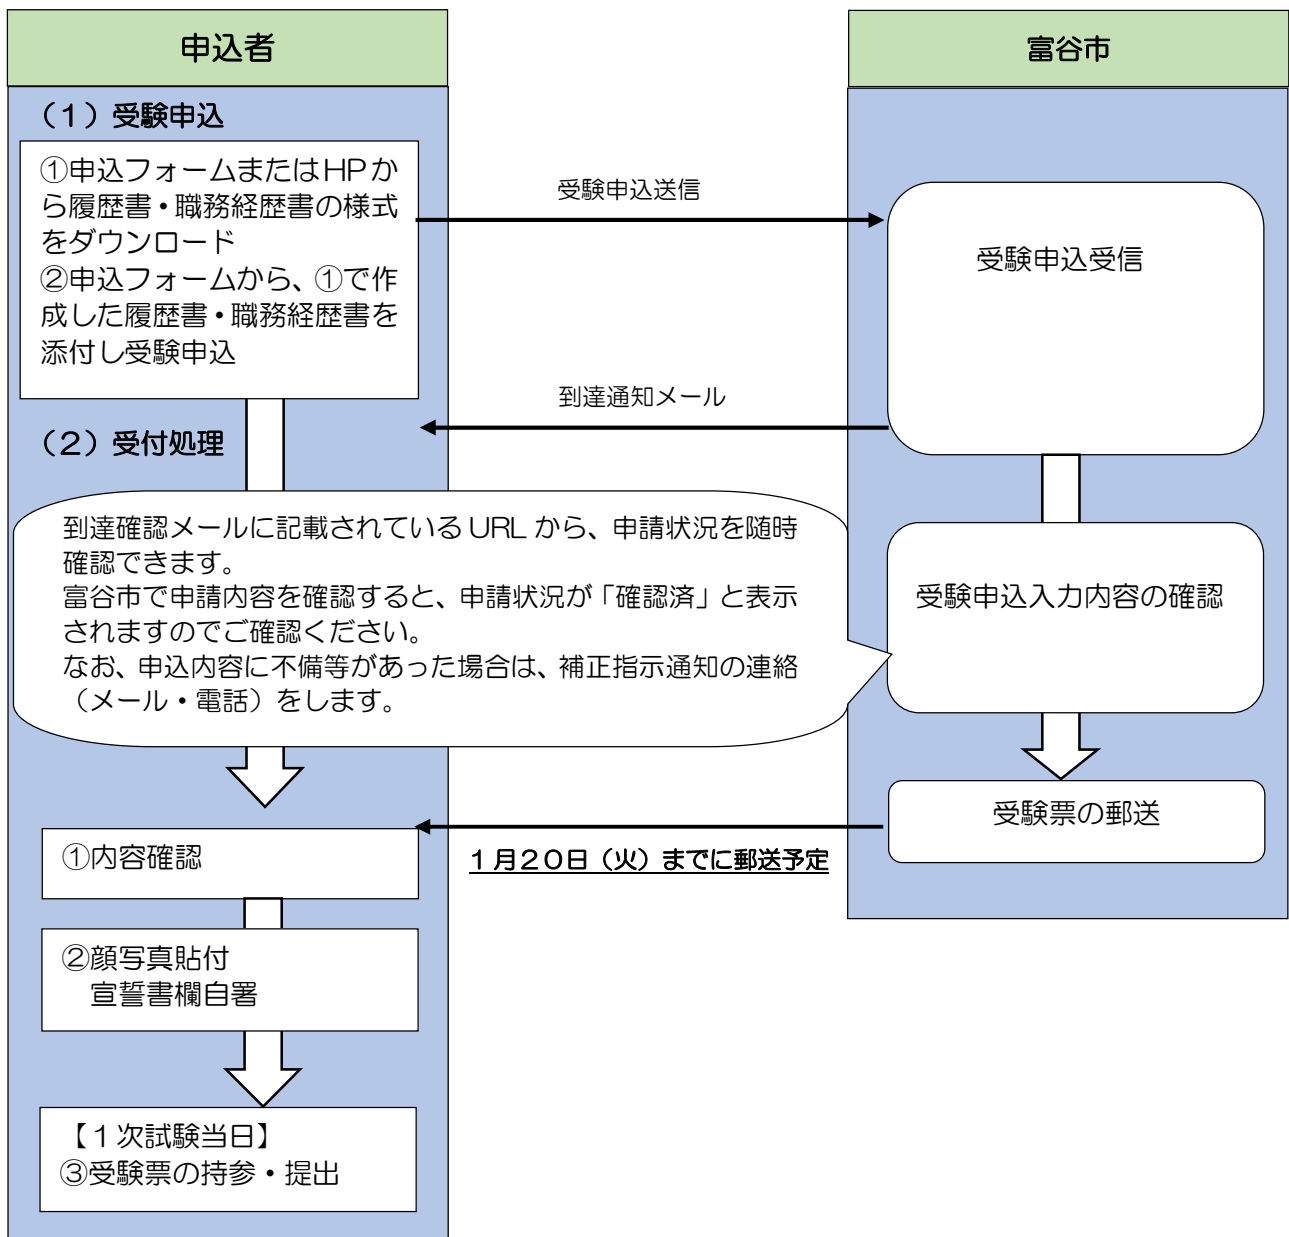 申込者
富谷市
（1）受験申込
①申込フォームまたはHPか
ら履歴書・職務経歴書の様式
をダウンロード
②申込フォームから、①で作
成した履歴書・職務経歴書を
添付し受験申込
受験申込送信
受験申込受信
到達通知メール
（2）受付処理
到達確認メールに記載されているURLから、申請状況を随時
確認できます。
富谷市で申請内容を確認すると、申請状況が「確認済」と表示
されますのでご確認ください。
なお、申込内容に不備等があった場合は、補正指示通知の連絡
（メール・電話）をします。
受験申込入力内容の確認
受験票の郵送
1月20日（火）までに郵送予定
①内容確認
②顔写真貼付
宣誓書欄自署
【1次試験当日】
③受験票の持参・提出